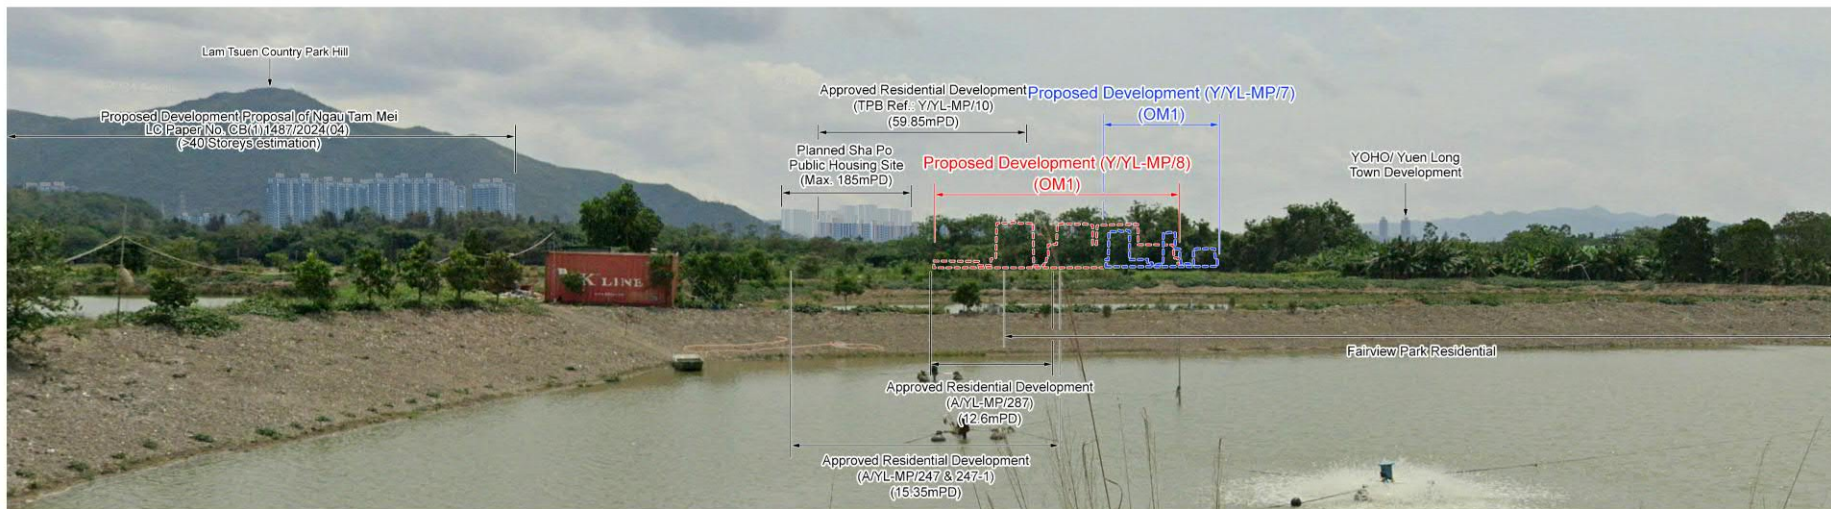 Lam Tsuen Country Park Hill
Proposed Development Proposal of Ngau Tam Mei
LC Paper No. CB(1)1487/2024(04)
(>40 Storeys estimation)
Approved Residential Development
(TPB Ref.: Y/YL-MP/10)
(59.85mPD)
Proposed Development (Y/YL-MP/7)
(OM1)
Planned Sha Po
Public Housing Site
(Max. 185mPD)
Proposed Development (Y/YL-MP/8)
(OM1)
YOHO/ Yuen Long
Town Development
K LINE
Fairview Park Residential
Approved Residential Development
(A/YL-MP/287)
(12.6mPD)
Approved Residential Development
(A/YL-MP/247 & 247-1)
(15.35mPD)